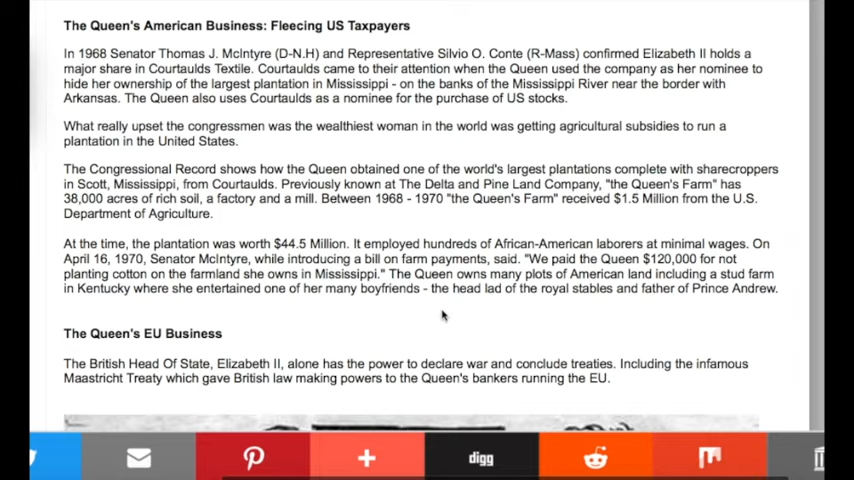 The Queen's American Business: Fleecing US Taxpayers
In 1968 Senator Thomas J. McIntyre (D-N.H) and Representative Silvio O. Conte (R-Mass) confirmed Elizabeth II holds a
major share in Courtaulds Textile. Courtaulds came to their attention when the Queen used the company as her nominee to
hide her ownership of the largest plantation in Mississippi - on the banks of the Mississippi River near the border with
Arkansas. The Queen also uses Courtaulds as a nominee for the purchase of US stocks.
What really upset the congressmen was the wealthiest woman in the world was getting agricultural subsidies to run a
plantation in the United States.
The Congressional Record shows how the Queen obtained one of the world's largest plantations complete with sharecroppers
in Scott, Mississippi, from Courtaulds. Previously known at The Delta and Pine Land Company, "the Queen's Farm" has
38,000 acres of rich soil, a factory and a mill. Between 1968 - 1970 "the Queen's Farm" received $1.5 Million from the U.S.
Department of Agriculture.
At the time, the plantation was worth $44.5 Million. It employed hundreds of African-American laborers at minimal wages. On
April 16, 1970, Senator McIntyre, while introducing a bill on farm payments, said. "We paid the Queen $120,000 for not
planting cotton on the farmland she owns in Mississippi." The Queen owns many plots of American land including a stud farm
in Kentucky where she entertained one of her many boyfriends - the head lad of the royal stables and father of Prince Andrew.
The Queen's EU Business
The British Head Of State, Elizabeth II, alone has the power to declare war and conclude treaties. Including the infamous
Maastricht Treaty which gave British law making powers to the Queen's bankers running the EU.
digg